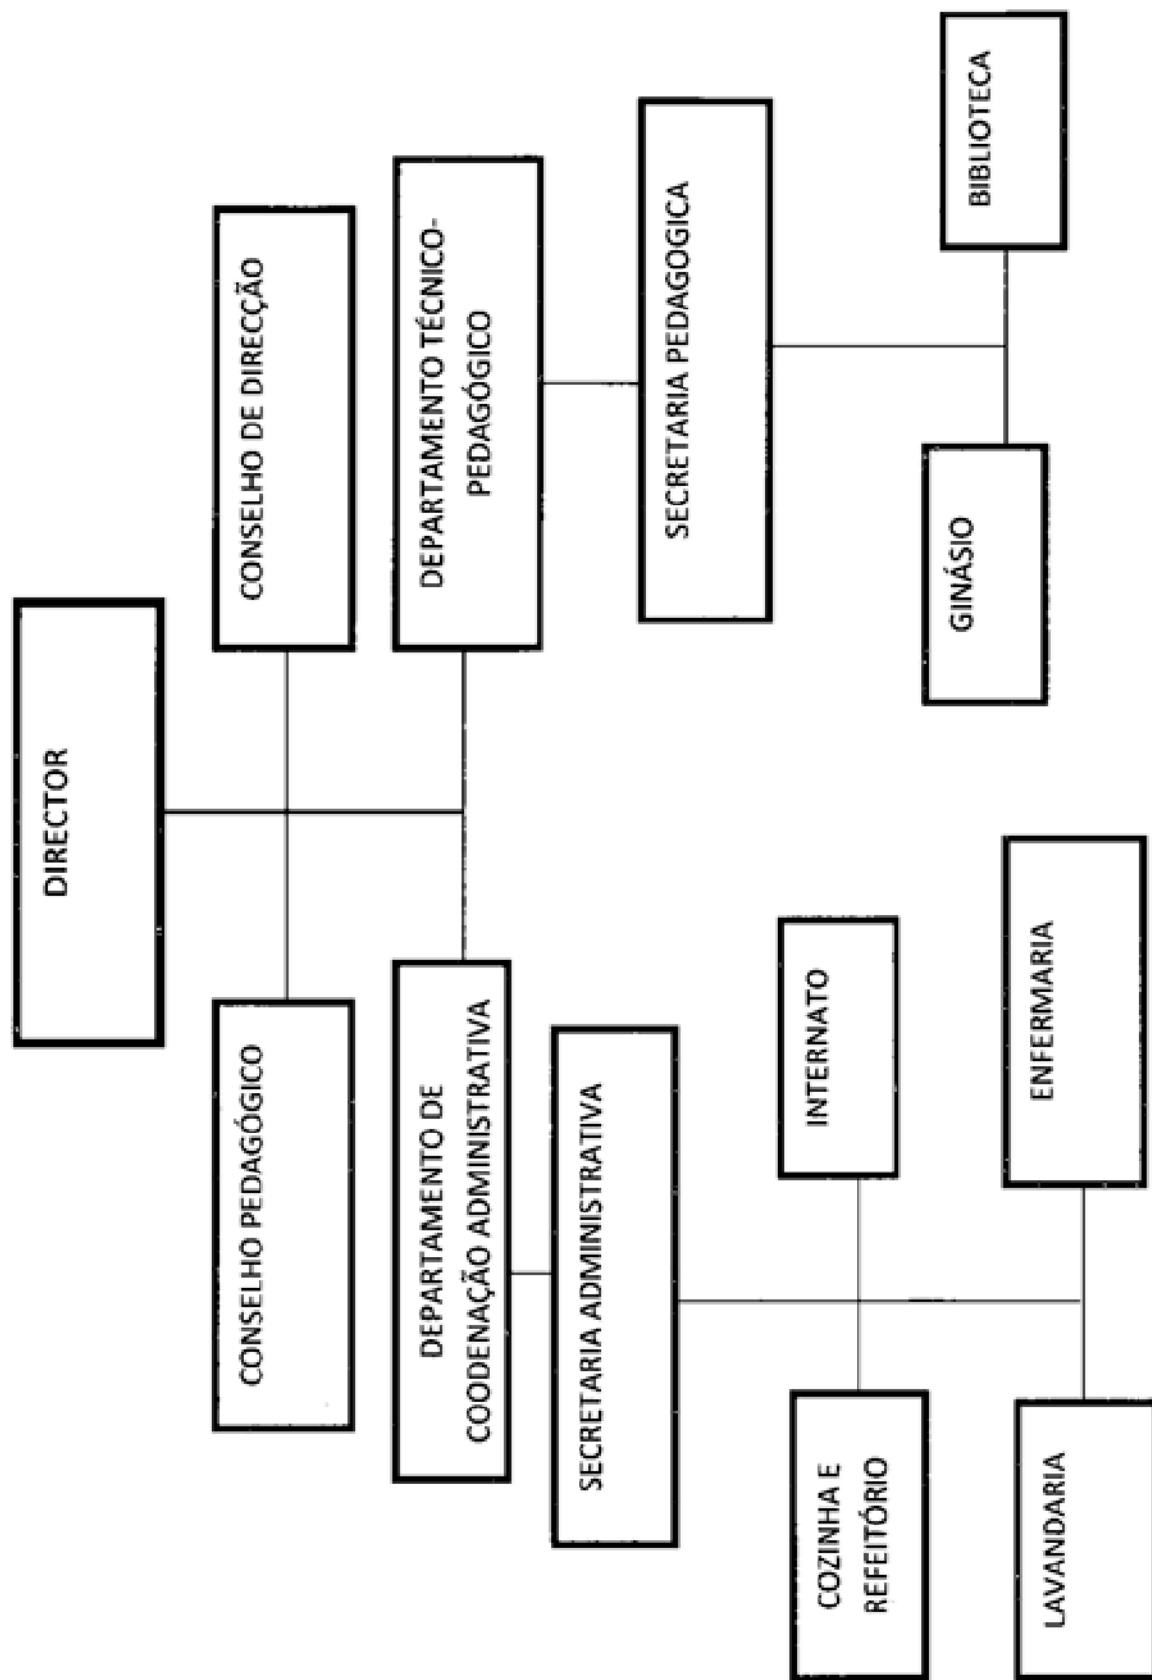 DIRECTOR
CONSELHO PEDAGÓGICO
CONSELHO DE DIRECÇÃO
DEPARTAMENTO DE
COODENAÇÃO ADMINISTRATIVA
DEPARTAMENTO TÉCNICO-
PEDAGÓGICO
SECRETARIA ADMINISTRATIVA
SECRETARIA PEDAGOGICA
COZINHA E
REFEITÓRIO
INTERNATO
GINÁSIO
BIBLIOTECA
LAVANDARIA
ENFERMARIA